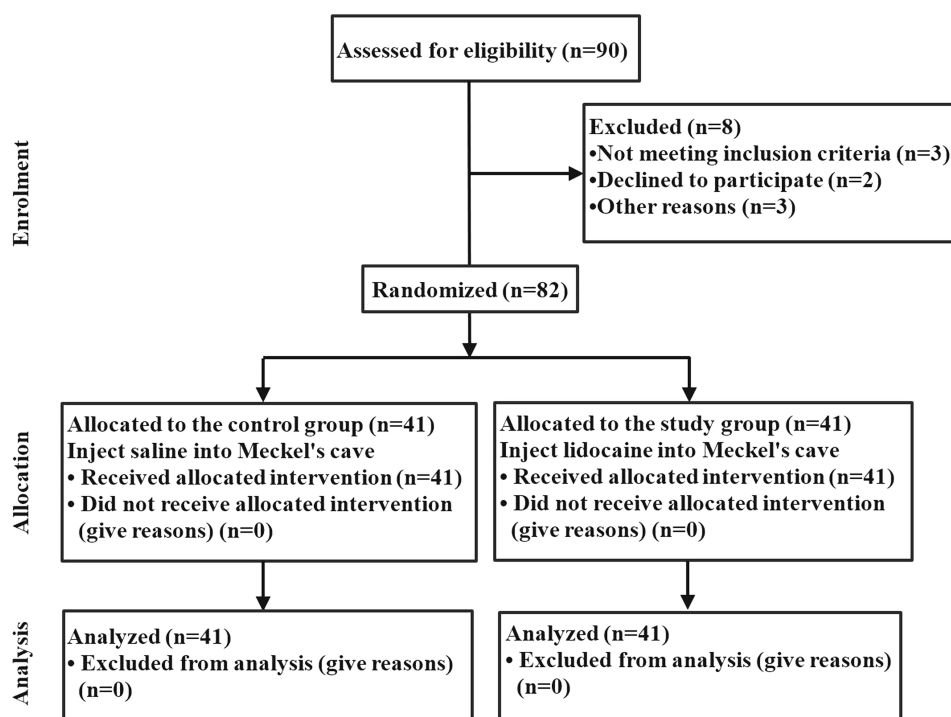 Assessed for eligibility (n=90)
Enrolment
Excluded (n=8)
•Not meeting inclusion criteria (n=3)
•Declined to participate (n=2)
•Other reasons (n=3)
Randomized (n=82)
Allocation
Allocated to the control group (n=41)
Inject saline into Meckel's cave
• Received allocated intervention (n=41)
• Did not receive allocated intervention
(give reasons) (n=0)
Allocated to the study group (n=41)
Inject lidocaine into Meckel's cave
• Received allocated intervention (n=41)
• Did not receive allocated intervention
(give reasons) (n=0)
Analysis
Analyzed (n=41)
• Excluded from analysis (give reasons)
(n=0)
Analyzed (n=41)
• Excluded from analysis (give reasons)
(n=0)